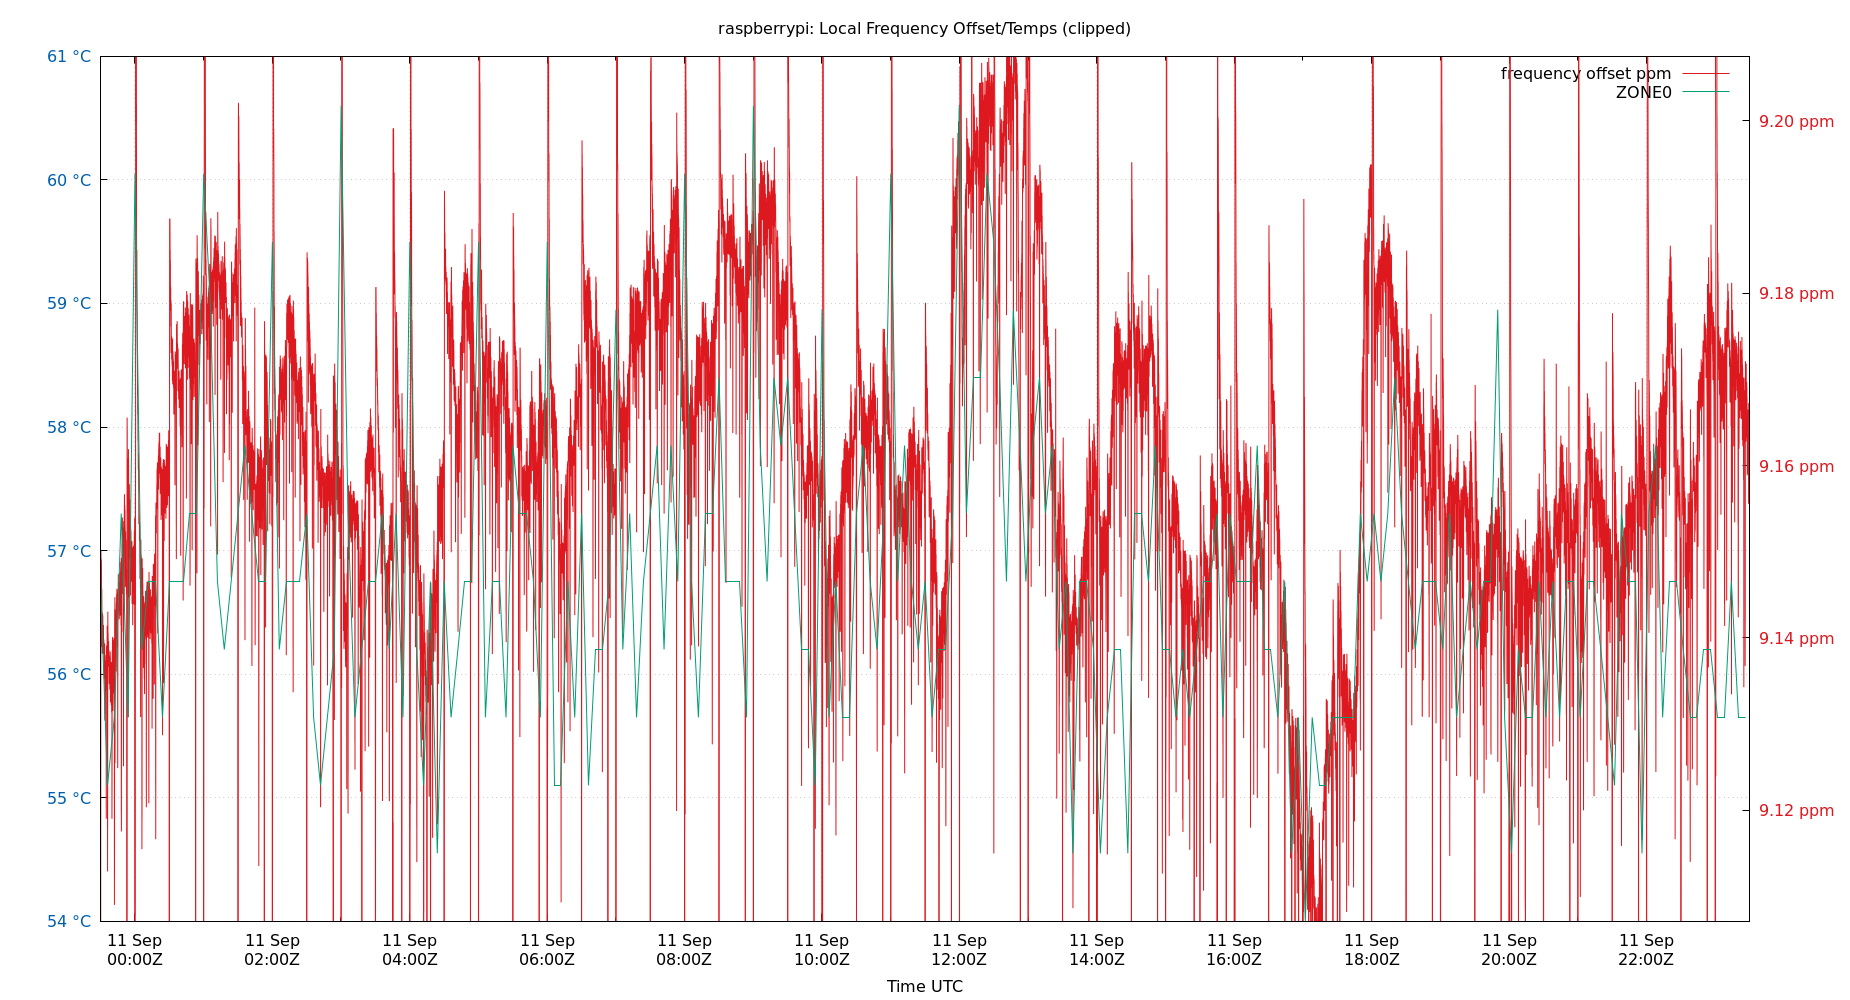 raspberrypi: Local Frequency Offset/Temps (clipped)
61 °C
60 °C
59 °C
58 °C
57 °C
56 °C
55 °C
54 °C
frequency offset ppm
ZONE0
9.20 ppm
9.18 ppm
9.16 ppm
9.14 ppm
9.12 ppm
11 Sep 11 Sep 11 Sep 11 Sep 11 Sep 11 Sep 11 Sep 11 Sep 11 Sep 11 Sep 11 Sep 11 Sep
00:00Z 02:00Z 04:00Z 06:00Z 08:00Z 10:00Z 12:00Z 14:00Z 16:00Z 18:00Z 20:00Z 22:00Z
Time UTC